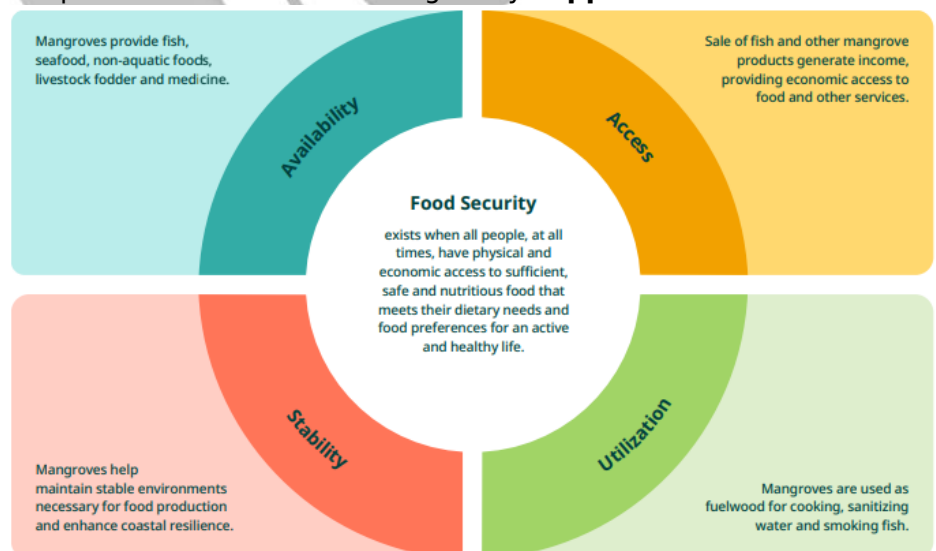 Mangroves provide fish,
seafood, non-aquatic foods,
livestock fodder and medicine.
Availability
Sale of fish and other mangrove
products generate income,
providing economic access to
food and other services.
Access
Food Security
exists when all people, at all
times, have physical and
economic access to sufficient,
safe and nutritious food that
meets their dietary needs and
food preferences for an active
and healthy life.
Stability
Mangroves help
maintain stable environments
necessary for food production
and enhance coastal resilience.
Utilization
Mangroves are used as
fuelwood for cooking, sanitizing
water and smoking fish.